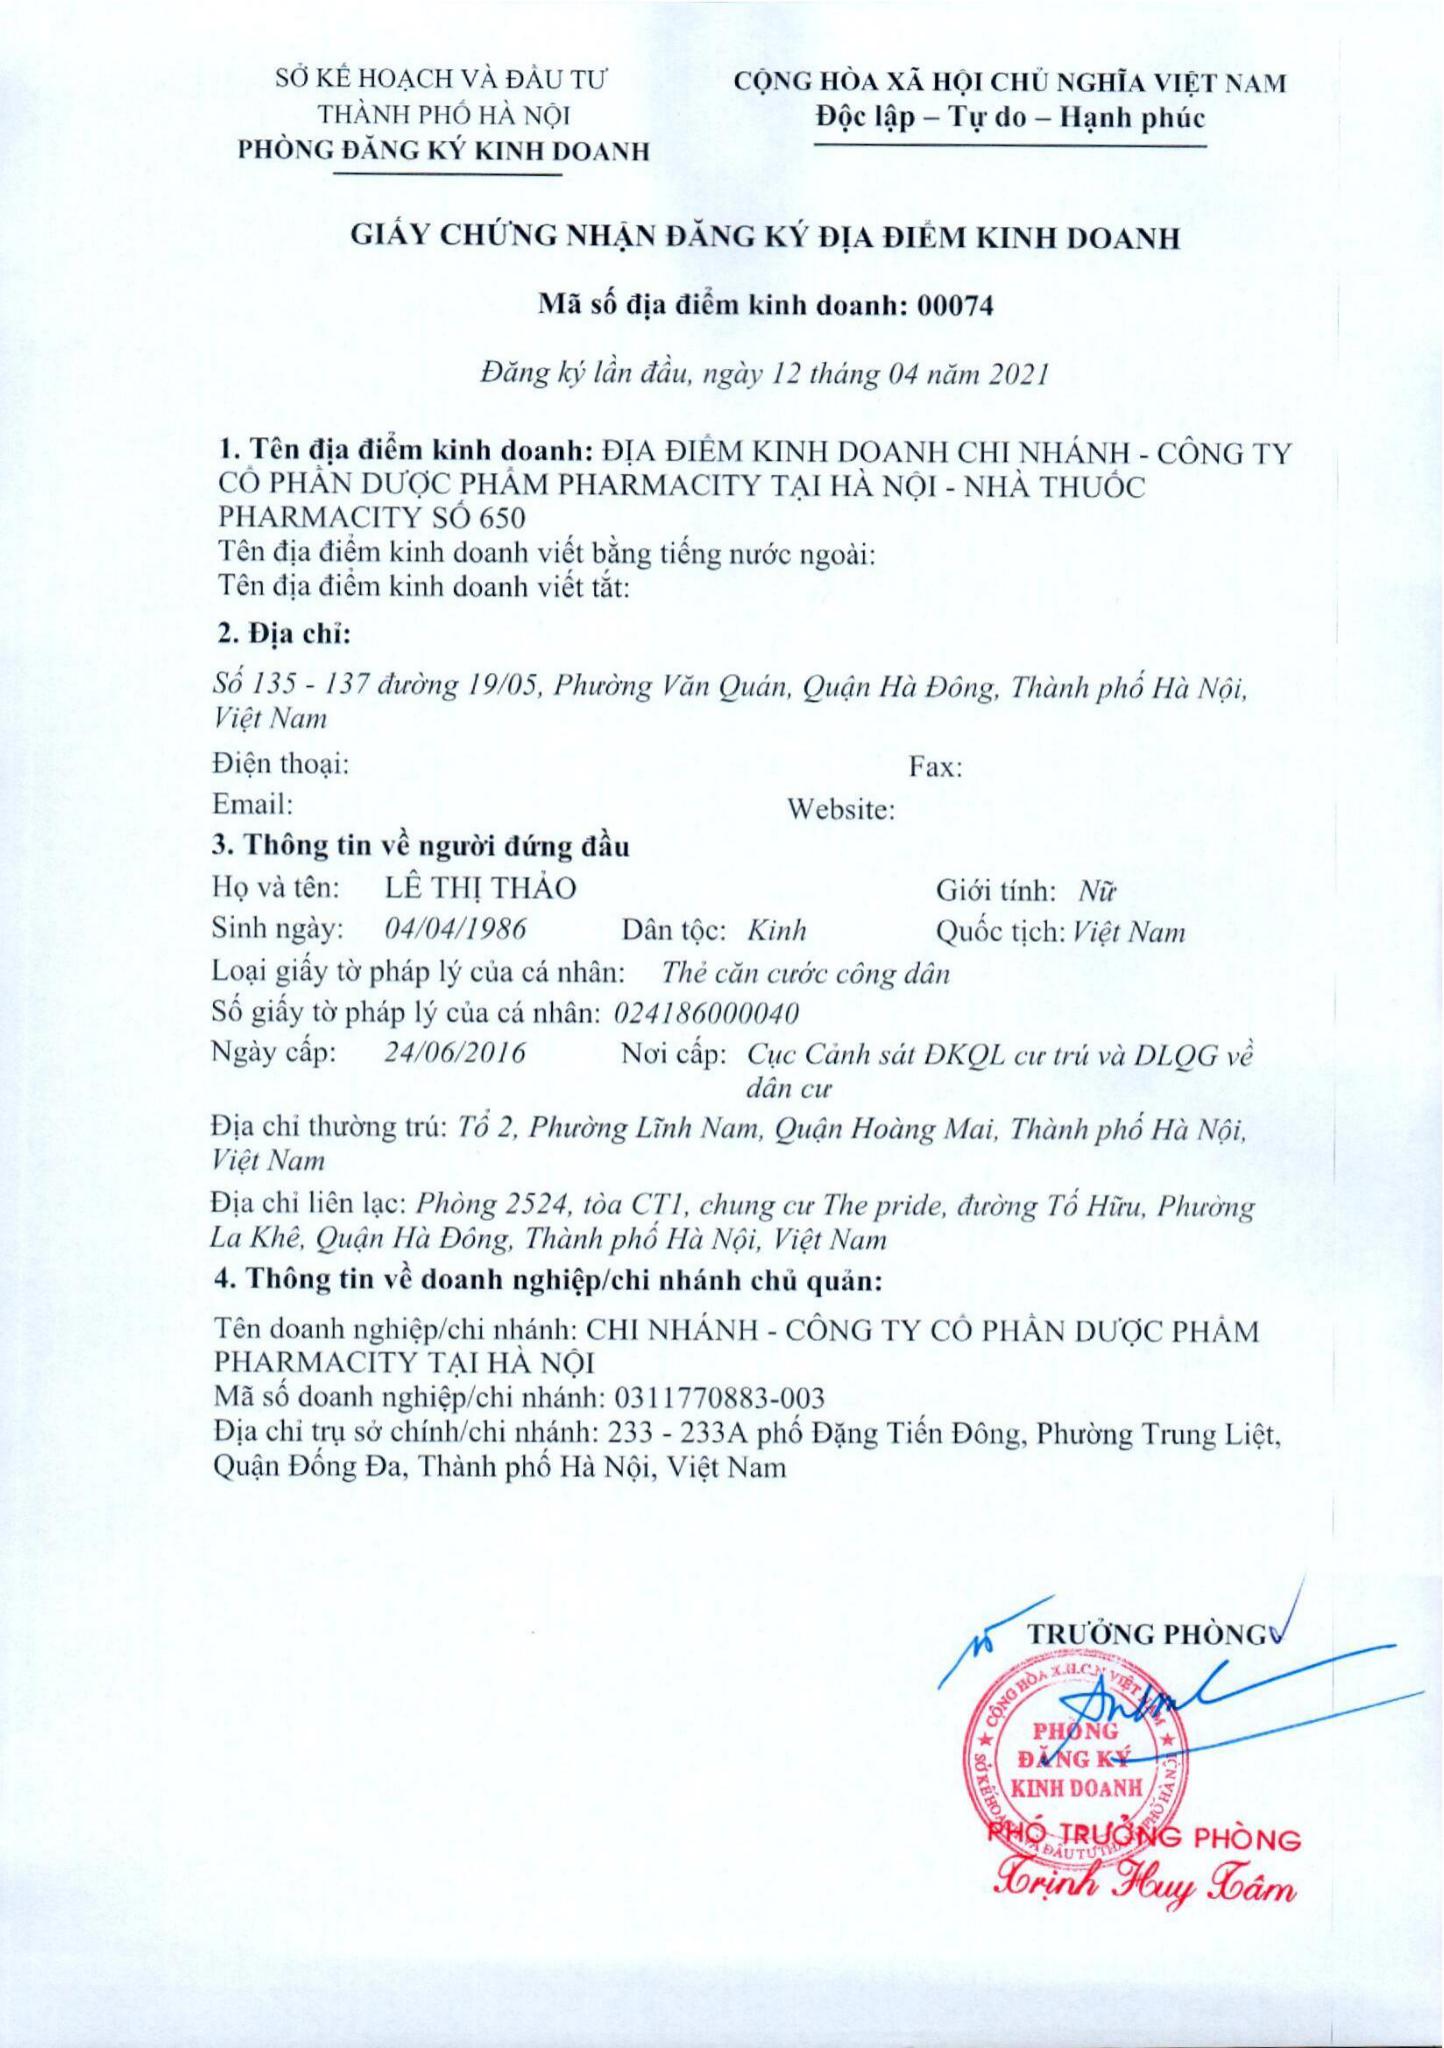 SỞ KẾ HOẠCH VÀ ĐẦU TƯ
THÀNH PHỐ HÀ NỘI
PHÒNG ĐĂNG KÝ KINH DOANH
CỘNG HÒA XÃ HỘI CHỦ NGHĨA VIỆT NAM
Độc lập – Tự do – Hạnh phúc
GIẤY CHỨNG NHẬN ĐĂNG KÝ ĐỊA ĐIỂM KINH DOANH
Mã số địa điểm kinh doanh: 00074
Đăng ký lần đầu, ngày 12 tháng 04 năm 2021
1. Tên địa điểm kinh doanh: ĐỊA ĐIỂM KINH DOANH CHI NHÁNH - CÔNG TY
CỔ PHẦN DƯỢC PHẨM PHARMACITY TẠI HÀ NỘI - NHÀ THUỐC
PHARMACITY SỐ 650
Tên địa điểm kinh doanh viết bằng tiếng nước ngoài:
Tên địa điểm kinh doanh viết tắt:
2. Địa chỉ:
Số 135 - 137 đường 19/05, Phường Văn Quán, Quận Hà Đông, Thành phố Hà Nội,
Việt Nam
Điện thoại: Fax:
Email: Website:
3. Thông tin về người đứng đầu
Họ và tên: LÊ THỊ THẢO Giới tính: Nữ
Sinh ngày: 04/04/1986 Dân tộc: Kinh Quốc tịch: Việt Nam
Loại giấy tờ pháp lý của cá nhân: Thẻ căn cước công dân
Số giấy tờ pháp lý của cá nhân: 024186000040
Ngày cấp: 24/06/2016 Nơi cấp: Cục Cảnh sát ĐKQL cư trú và DLQG về
dân cư
Địa chỉ thường trú: Tổ 2, Phường Lĩnh Nam, Quận Hoàng Mai, Thành phố Hà Nội,
Việt Nam
Địa chỉ liên lạc: Phòng 2524, tòa CT1, chung cư The pride, đường Tố Hữu, Phường
La Khê, Quận Hà Đông, Thành phố Hà Nội, Việt Nam
4. Thông tin về doanh nghiệp/chi nhánh chủ quản:
Tên doanh nghiệp/chi nhánh: CHI NHÁNH - CÔNG TY CỔ PHẦN DƯỢC PHẨM
PHARMACITY TẠI HÀ NỘI
Mã số doanh nghiệp/chi nhánh: 0311770883-003
Địa chỉ trụ sở chính/chi nhánh: 233 - 233A phố Đặng Tiến Đông, Phường Trung Liệt,
Quận Đống Đa, Thành phố Hà Nội, Việt Nam
TRƯỞNG PHÒNG
CỘNG HÒA X.H.C.N VIỆT NAM
PHÒNG
ĐĂNG KÝ
KINH DOANH
SỞ KẾ HOẠCH VÀ ĐẦU TƯ THÀNH PHỐ HÀ NỘI
PHÓ TRƯỞNG PHÒNG
Trịnh Huy Tâm